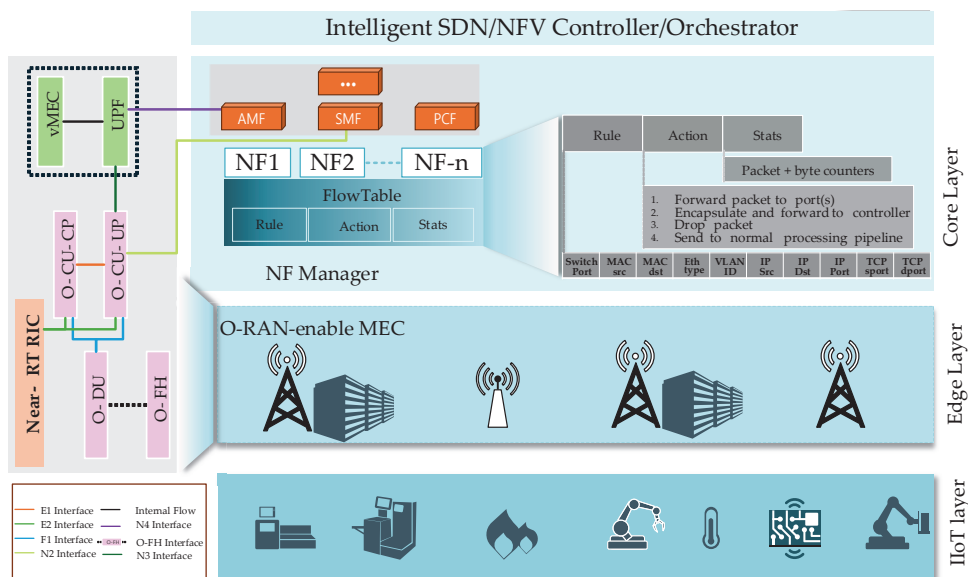 Intelligent SDN/NFV Controller/Orchestrator
vMEC
UPF
•••
AMF
SMF
PCF
NF1
NF2
NF-n
FlowTable
Rule
Action
Stats
NF Manager
Rule
Action
Stats
Packet + byte counters
1. Forward packet to port(s)
2. Encapsulate and forward to controller
3. Drop packet
4. Send to normal processing pipeline
Switch Port
MAC src
MAC dst
Eth type
VLAN ID
IP Src
IP Dst
IP Port
TCP sport
TCP dport
Core Layer
O- CU- CP
O- CU- UP
Near- RT RIC
O- DU
O- FH
O-RAN-enable MEC
Edge Layer
E1 Interface
E2 Interface
F1 Interface
N2 Interface
Internal Flow
N4 Interface
O-FH
O-FH Interface
N3 Interface
IIoT layer